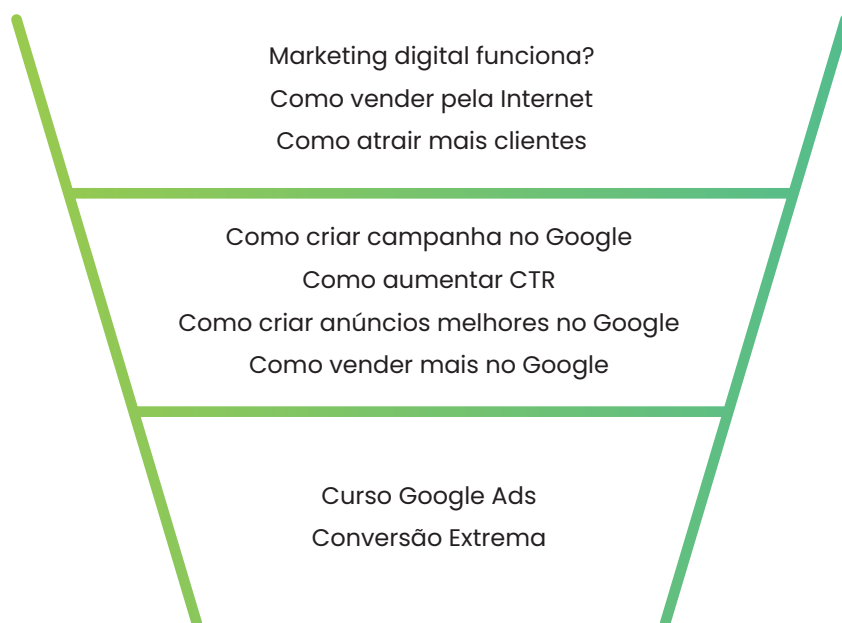 Marketing digital funciona?
Como vender pela Internet
Como atrair mais clientes
Como criar campanha no Google
Como aumentar CTR
Como criar anúncios melhores no Google
Como vender mais no Google
Curso Google Ads
Conversão Extrema